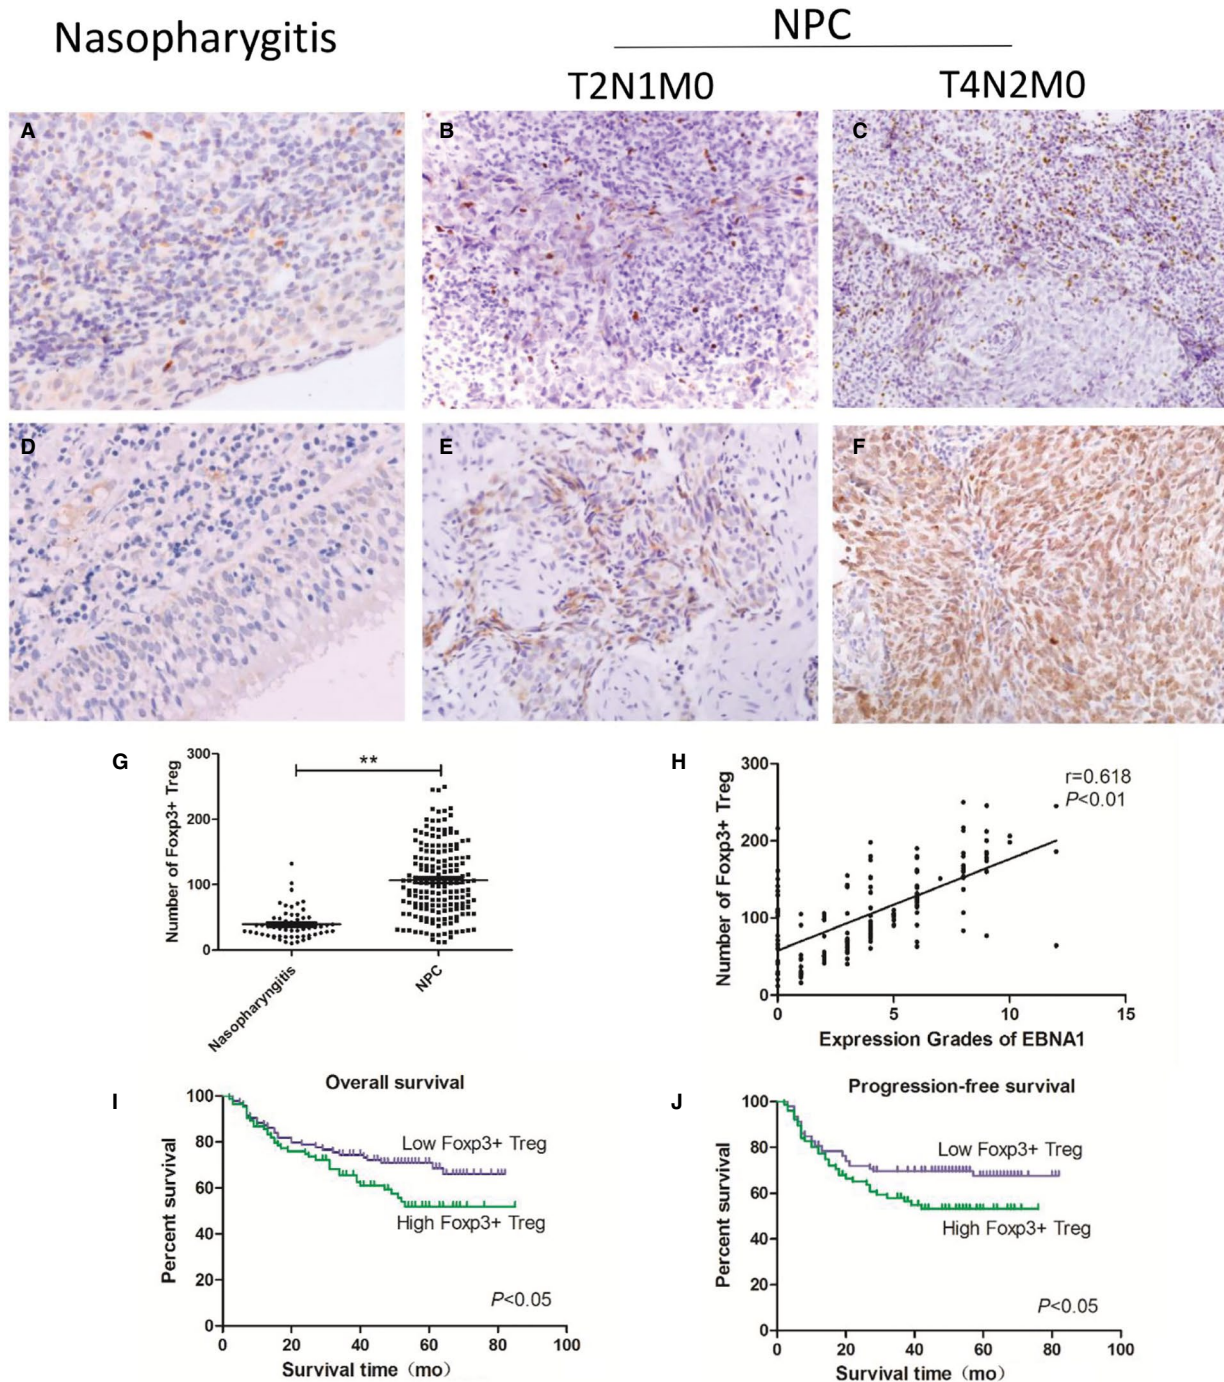 Nasopharygitis
NPC
T2N1M0
T4N2M0
A
B
C
D
E
F
G
**
300
200
100
0
Number of Foxp3+ Treg
Nasopharyngitis
NPC
H
r=0.618
P<0.01
300
200
100
0
Number of Foxp3+ Treg
0
5
10
15
Expression Grades of EBNA1
I
Overall survival
100
80
60
40
20
0
Percent survival
Low Foxp3+ Treg
High Foxp3+ Treg
P<0.05
0
20
40
60
80
100
Survival time（mo）
J
Progression-free survival
100
80
60
40
20
0
Percent survival
Low Foxp3+ Treg
High Foxp3+ Treg
P<0.05
0
20
40
60
80
100
Survival time（mo）